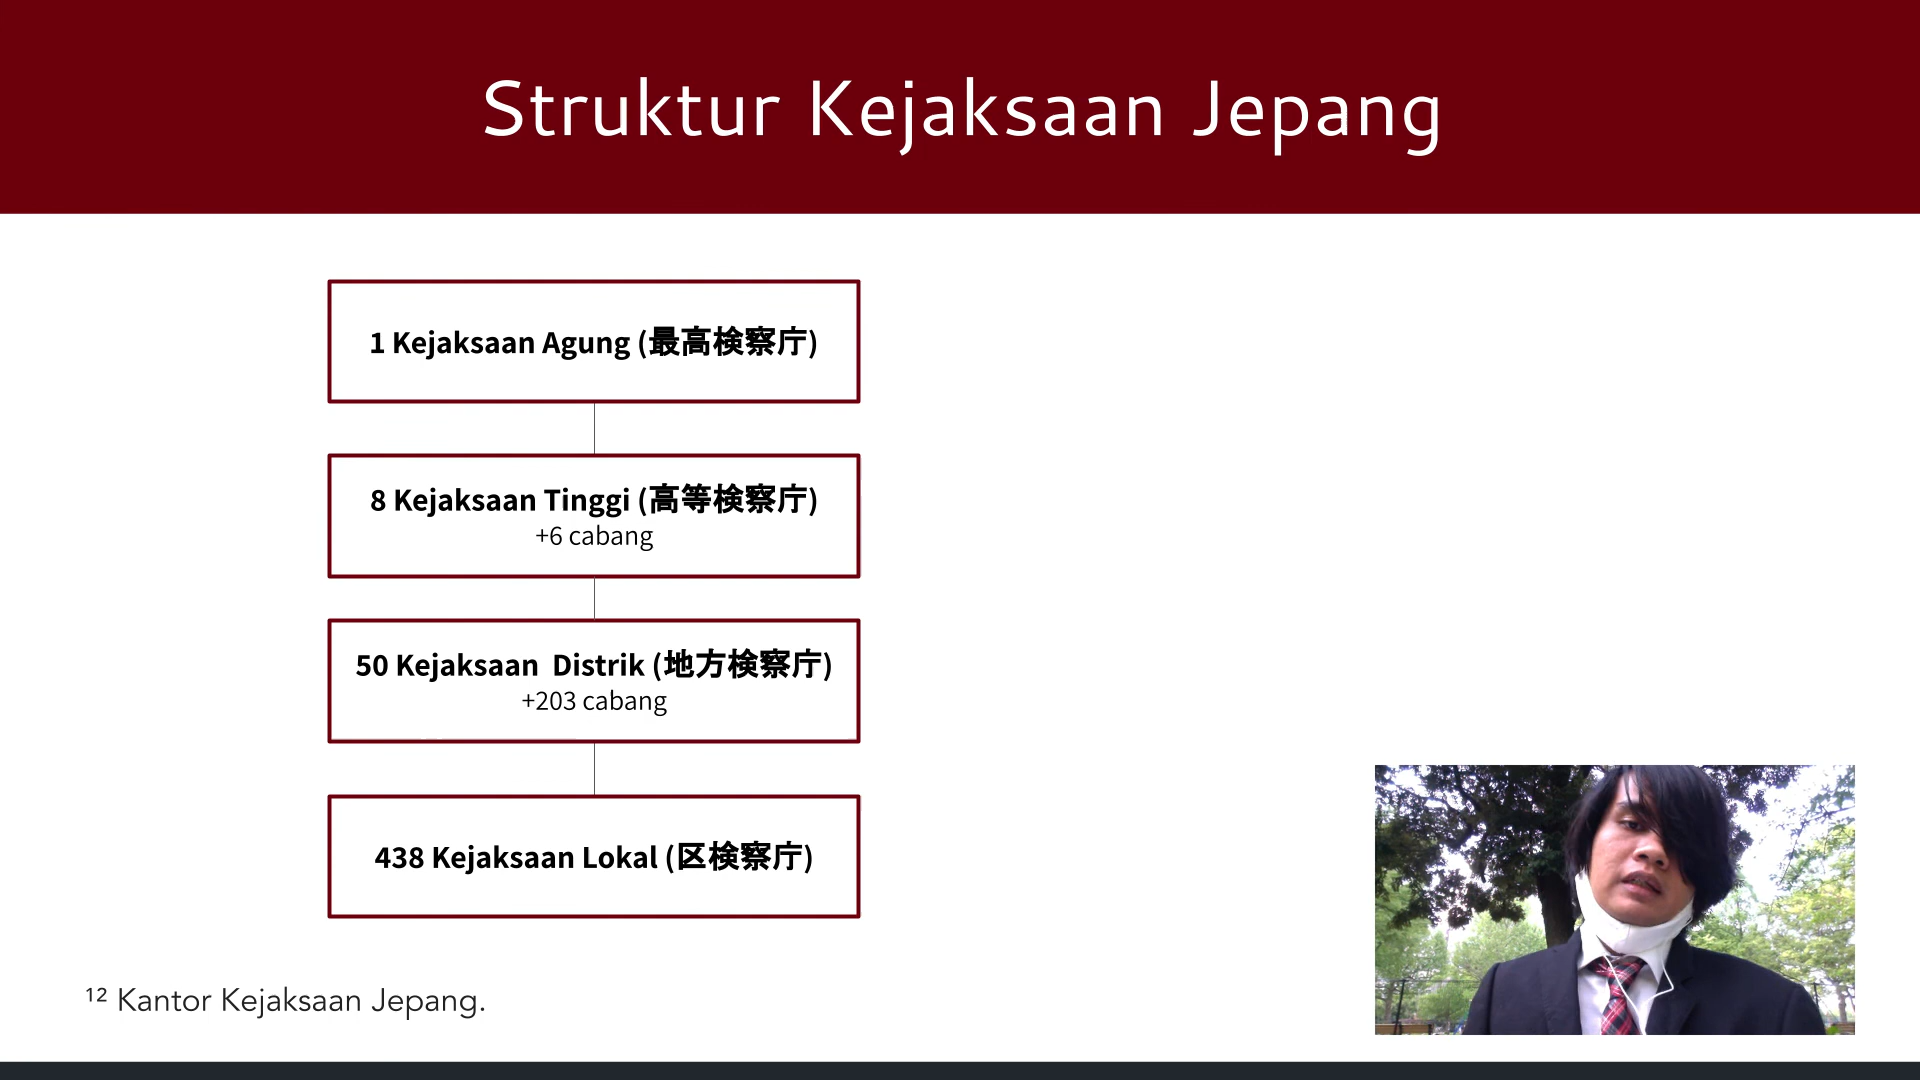 Struktur Kejaksaan Jepang
1 Kejaksaan Agung (最高検察庁)
8 Kejaksaan Tinggi (高等検察庁)
+6 cabang
50 Kejaksaan  Distrik (地方検察庁)
+203 cabang
438 Kejaksaan Lokal (区検察庁)
¹² Kantor Kejaksaan Jepang.